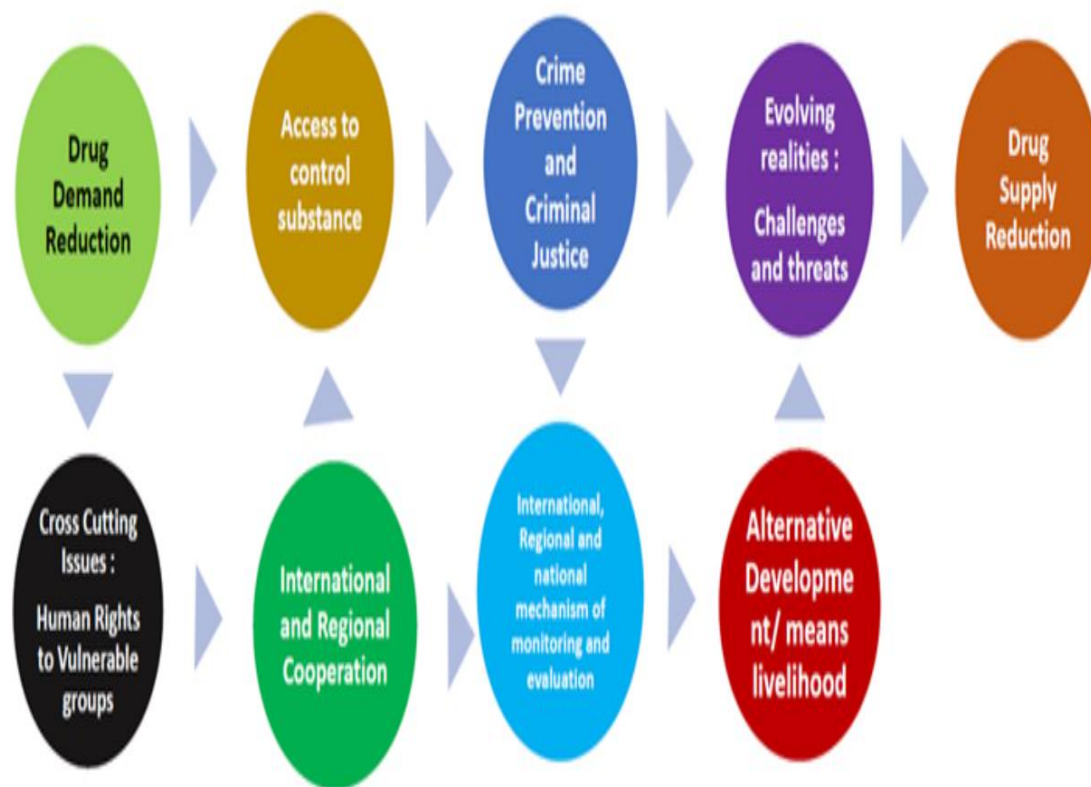 Drug
Demand
Reduction
Access to
control
substance
Crime
Prevention
and
Criminal
Justice
Evolving
realities :
Challenges
and threats
Drug
Supply
Reduction
Cross Cutting
Issues :
Human Rights
to Vulnerable
groups
International
and Regional
Cooperation
International,
Regional and
national
mechanism of
monitoring and
evaluation
Alternative
Developme
nt/ means
livelihood